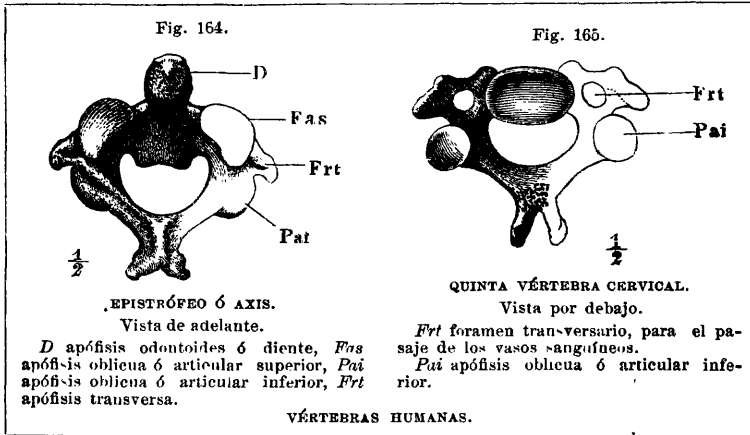 Fig. 164.
D
Fas
Frt
Pai
1/2
.EPISTRÓFEO Ó AXIS.
Vista de adelante.
D apófisis odontoides ó diente, Fas
apófisis oblicua ó articular superior, Pai
apófisis oblicua ó articular inferior, Frt
apófisis transversa.
Fig. 165.
Frt
Pai
1/2
QUINTA VÉRTEBRA CERVICAL.
Vista por debajo.
Frt foramen transversario, para el pa-
saje de los vasos sanguíneos.
Pai apófisis oblicua ó articular infe-
rior.
VÉRTEBRAS HUMANAS.